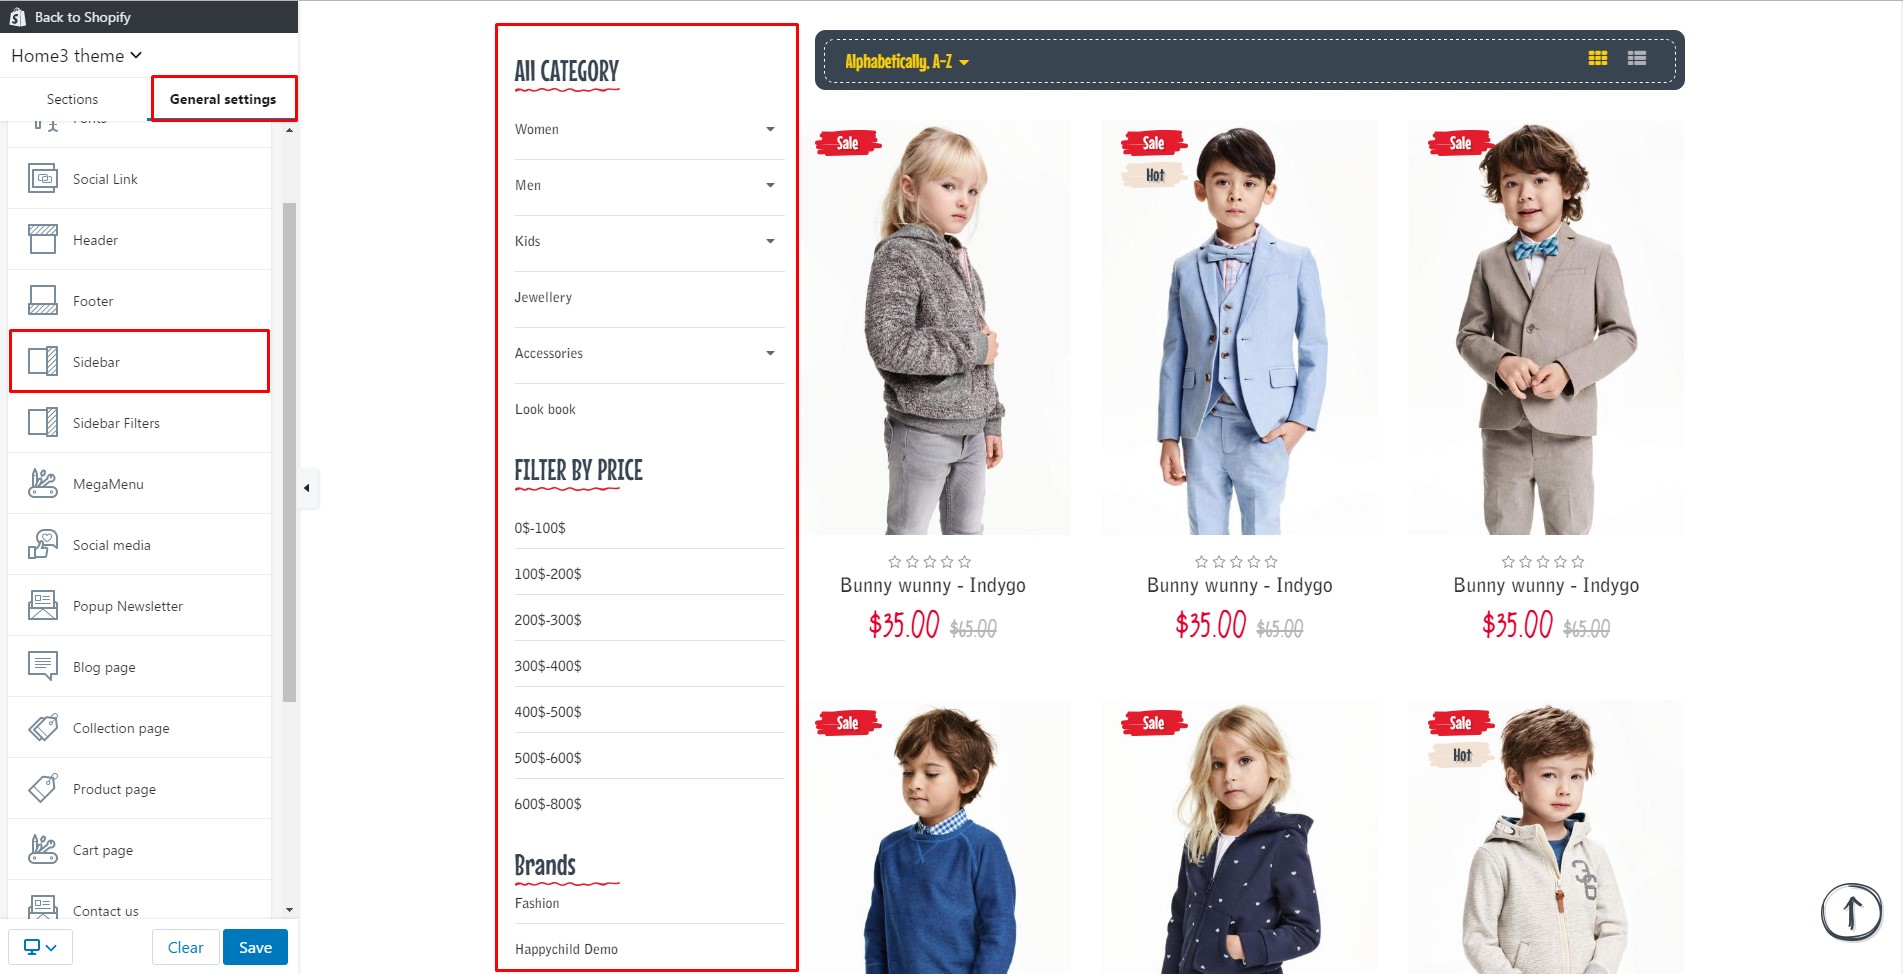 Back to Shopify
Home3 theme
Sections
General settings
Fonts
Social Link
Header
Footer
Sidebar
Sidebar Filters
MegaMenu
Social media
Popup Newsletter
Blog page
Collection page
Product page
Cart page
Contact us
Clear
Save
All CATEGORY
Women
Men
Kids
Jewellery
Accessories
Look book
FILTER BY PRICE
0$-100$
100$-200$
200$-300$
300$-400$
400$-500$
500$-600$
600$-800$
Brands
Fashion
Happychild Demo
Alphabetically, A-Z
Sale
Bunny wunny - Indygo
$35.00 $65.00
Sale
Hot
Bunny wunny - Indygo
$35.00 $65.00
Sale
Bunny wunny - Indygo
$35.00 $65.00
Sale
Sale
Sale
Hot